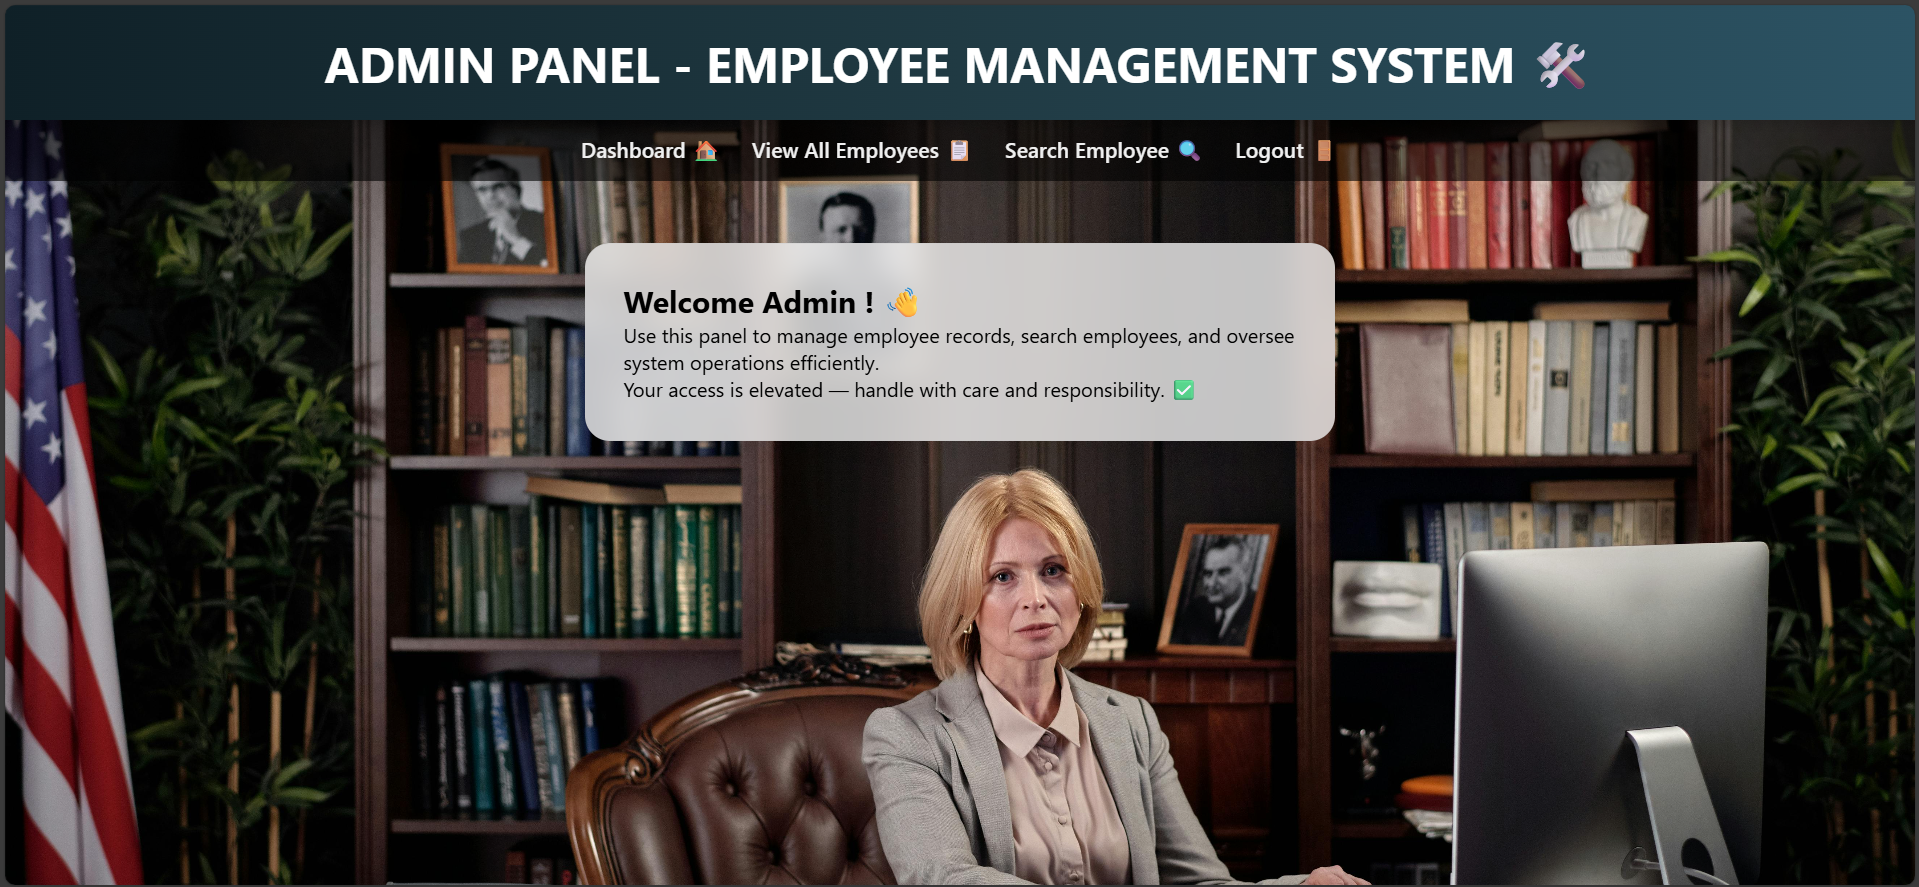 ADMIN PANEL - EMPLOYEE MANAGEMENT SYSTEM 🛠️
Dashboard 🏠 View All Employees 📋 Search Employee 🔍 Logout 🚪
Welcome Admin ! 👋
Use this panel to manage employee records, search employees, and oversee
system operations efficiently.
Your access is elevated — handle with care and responsibility. ✅